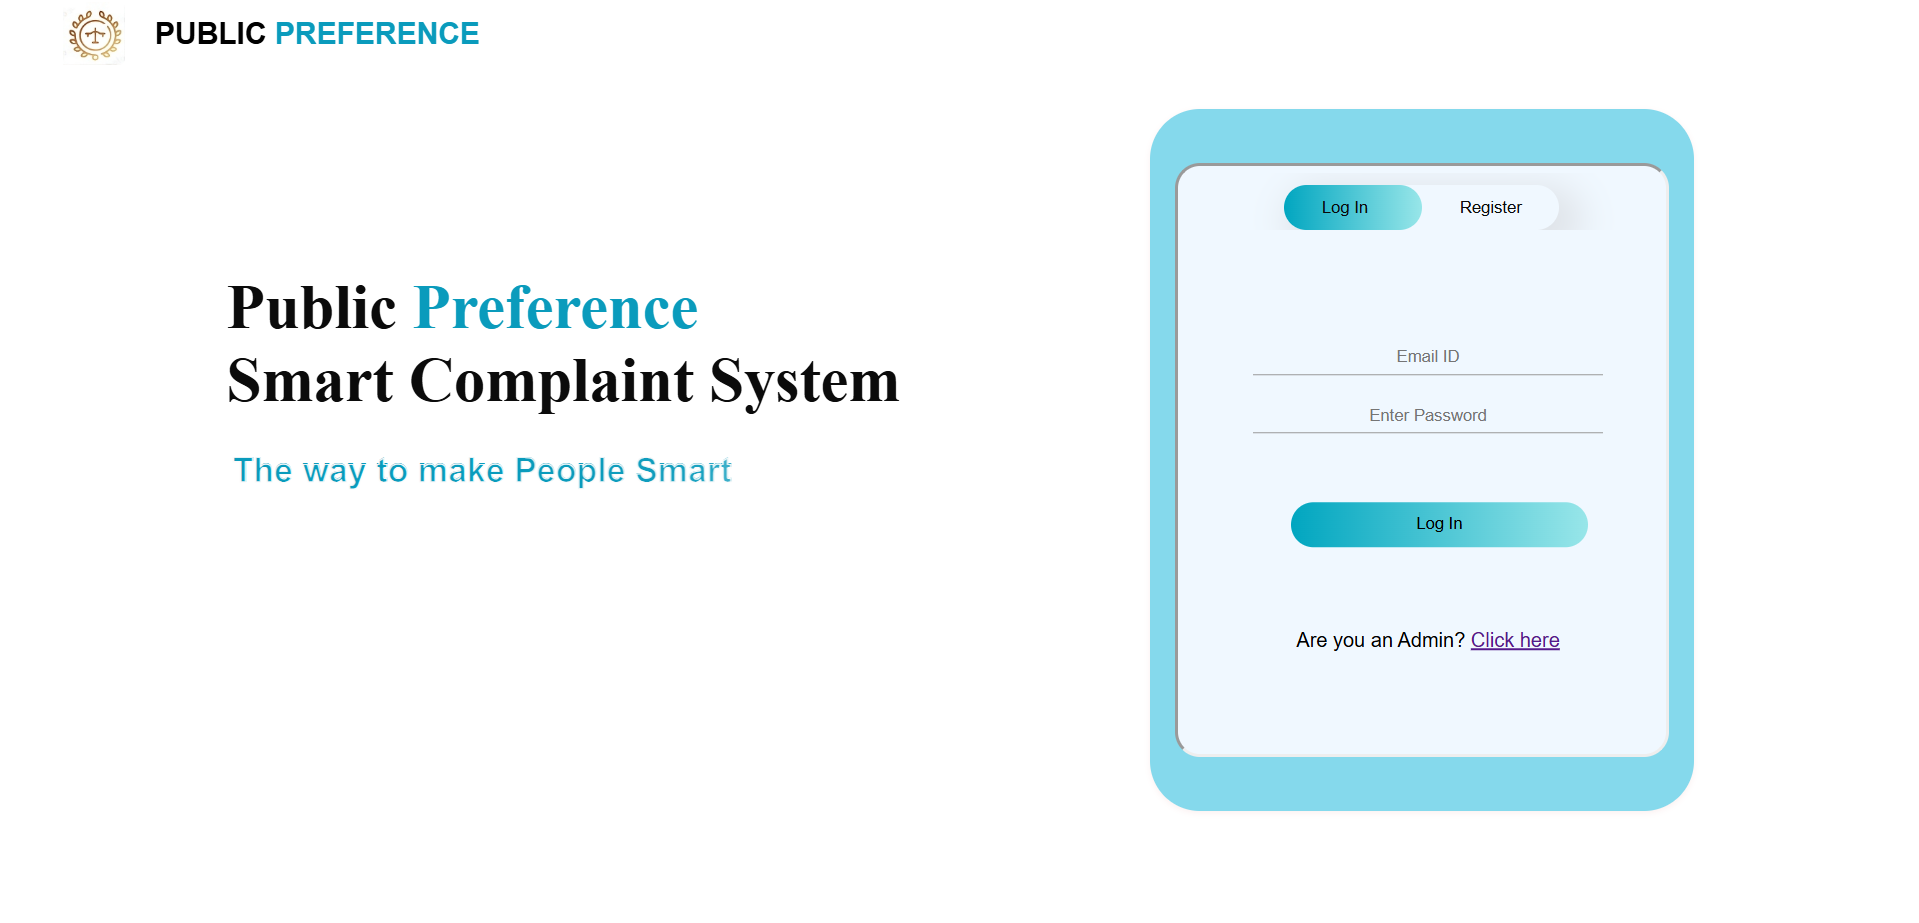 PUBLIC PREFERENCE
Public Preference
Smart Complaint System
The way to make People Smart
Log In
Register
Email ID
Enter Password
Log In
Are you an Admin? Click here